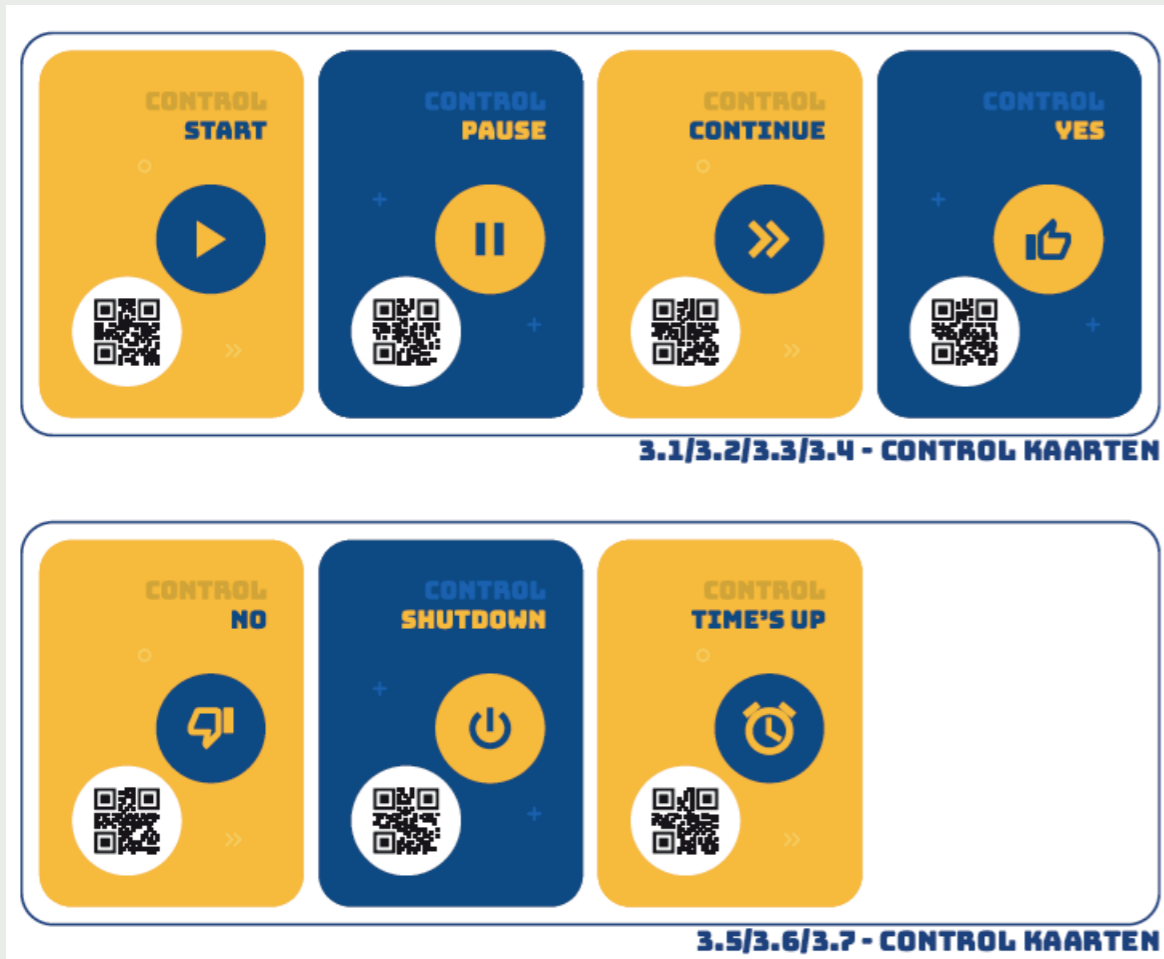 CONTROL
START
CONTROL
PAUSE
CONTROL
CONTINUE
CONTROL
YES
3.1/3.2/3.3/3.4 - CONTROL KAARTEN
CONTROL
NO
CONTROL
SHUTDOWN
CONTROL
TIME'S UP
3.5/3.6/3.7 - CONTROL KAARTEN